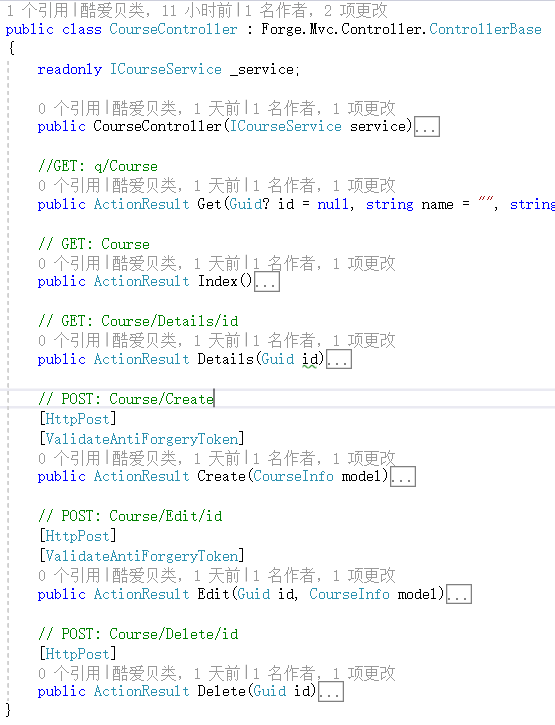 1 个引用|酷爱贝类，11 小时前|1 名作者，2 项更改
public class CourseController : Forge.Mvc.Controller.ControllerBase
{
readonly ICourseService _service;
0 个引用|酷爱贝类，1 天前|1 名作者，1 项更改
public CourseController(ICourseService service)...
//GET: q/Course
0 个引用|酷爱贝类，1 天前|1 名作者，1 项更改
public ActionResult Get(Guid? id = null, string name = "", string
// GET: Course
0 个引用|酷爱贝类，1 天前|1 名作者，1 项更改
public ActionResult Index()...
// GET: Course/Details/id
0 个引用|酷爱贝类，1 天前|1 名作者，1 项更改
public ActionResult Details(Guid id)...
// POST: Course/Create
[HttpPost]
[ValidateAntiForgeryToken]
0 个引用|酷爱贝类，1 天前|1 名作者，1 项更改
public ActionResult Create(CourseInfo model)...
// POST: Course/Edit/id
[HttpPost]
[ValidateAntiForgeryToken]
0 个引用|酷爱贝类，1 天前|1 名作者，1 项更改
public ActionResult Edit(Guid id, CourseInfo model)...
// POST: Course/Delete/id
[HttpPost]
0 个引用|酷爱贝类，1 天前|1 名作者，1 项更改
public ActionResult Delete(Guid id)...
}